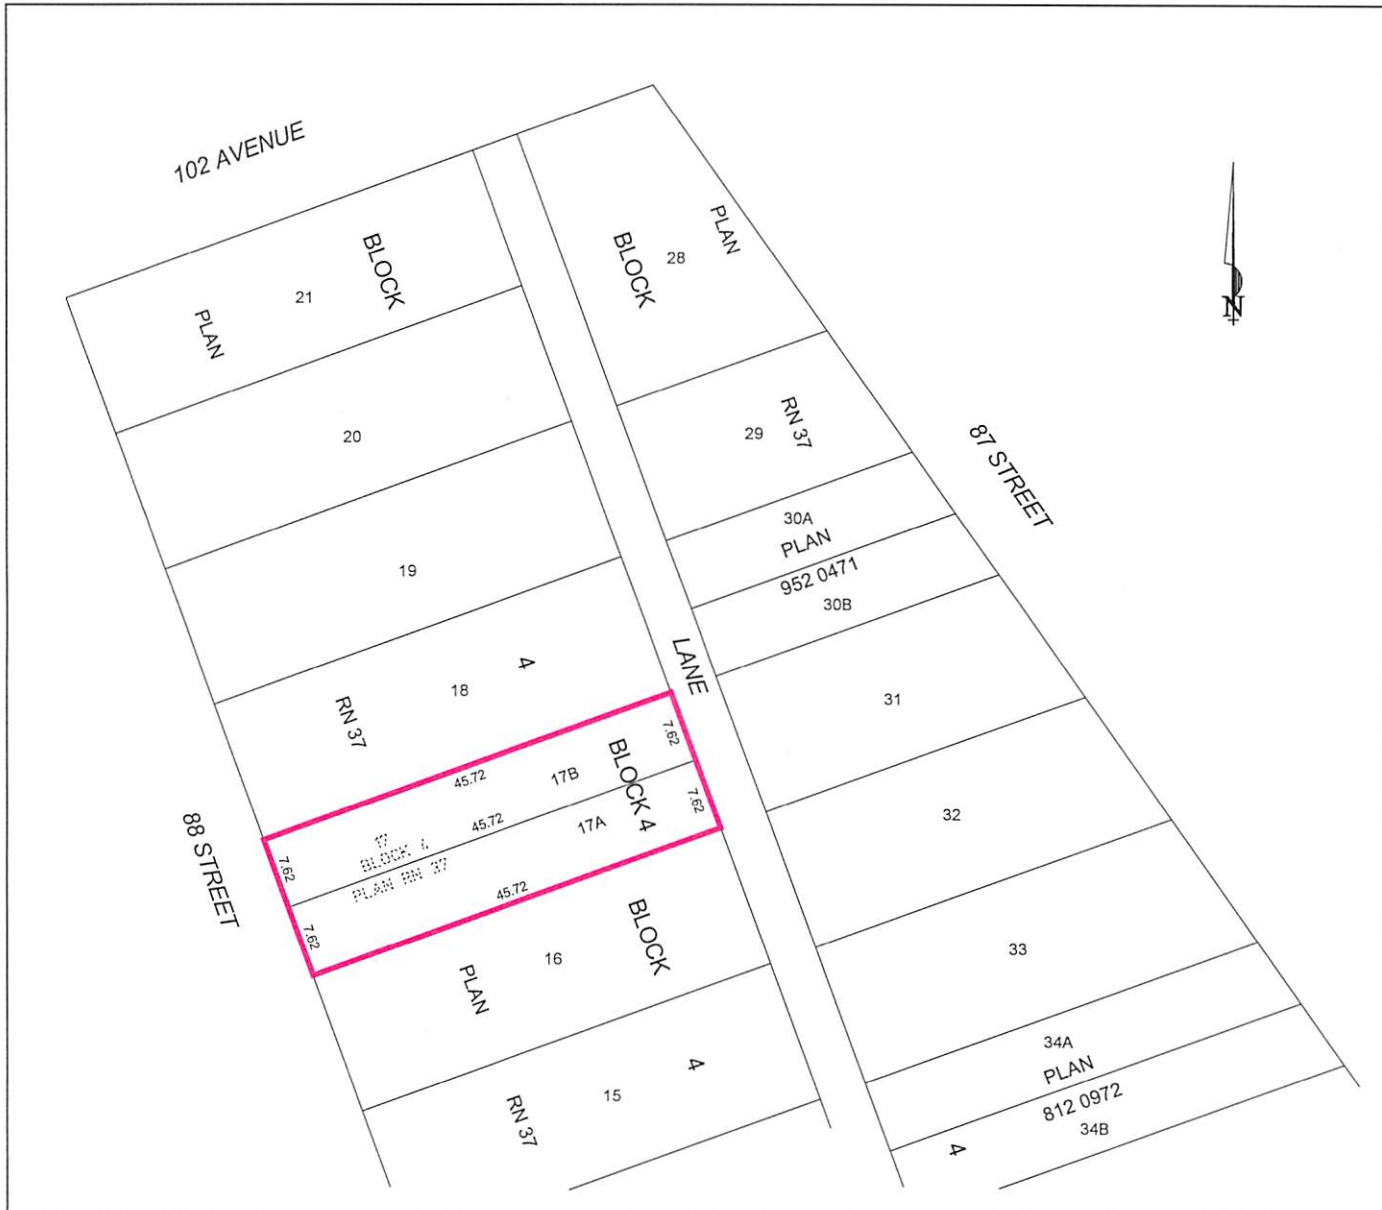 102 AVENUE
BLOCK
21
PLAN
20
19
4
18
RN 37
LANE
7.62
BLOCK 4
17B
45.72
7.62
45.72
17A
17
BLOCK 4
PLAN RN 37
7.62
45.72
7.62
88 STREET
BLOCK
16
PLAN
4
15
RN 37
PLAN
28
BLOCK
N
RN 37
29
87 STREET
30A
PLAN
952 0471
30B
31
32
33
34A
PLAN
812 0972
34B
4